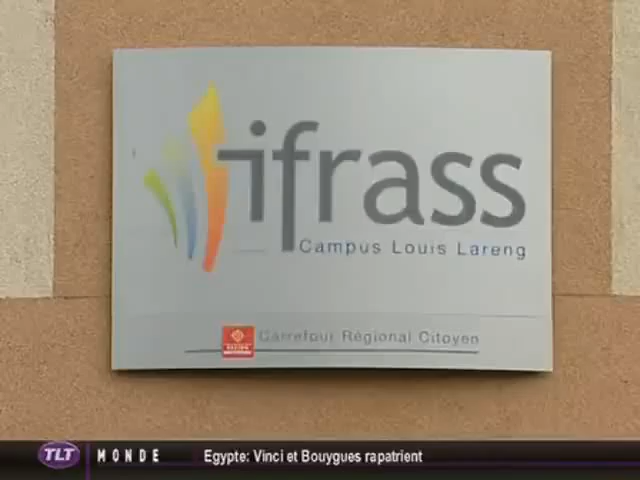 ifrass
Campus Louis Lareng
Carrefour Régional Citoyen
TLT MONDE Egypte: Vinci et Bouygues rapatrient